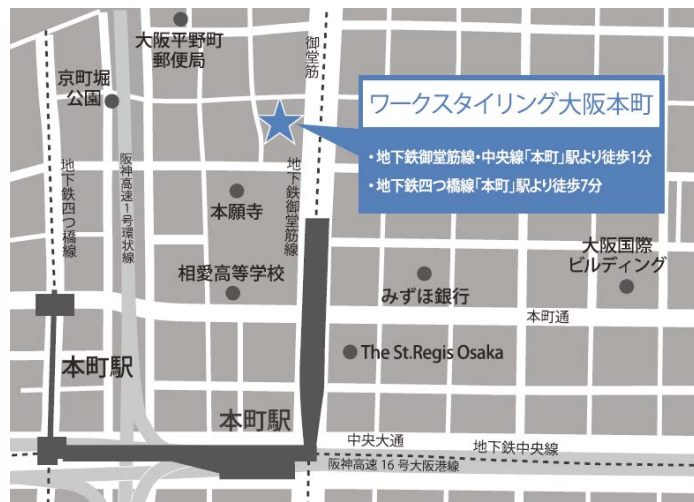 大阪平野町
郵便局
御堂筋
京町堀
公園
ワークスタイリング大阪本町
・地下鉄御堂筋線・中央線「本町」駅より徒歩1分
・地下鉄四つ橋線「本町」駅より徒歩7分
地下鉄四つ橋線
阪神高速1号環状線
地下鉄御堂筋線
本願寺
相愛高等学校
みずほ銀行
大阪国際
ビルディング
本町通
The St.Regis Osaka
本町駅
本町駅
中央大通
地下鉄中央線
阪神高速16号大阪港線